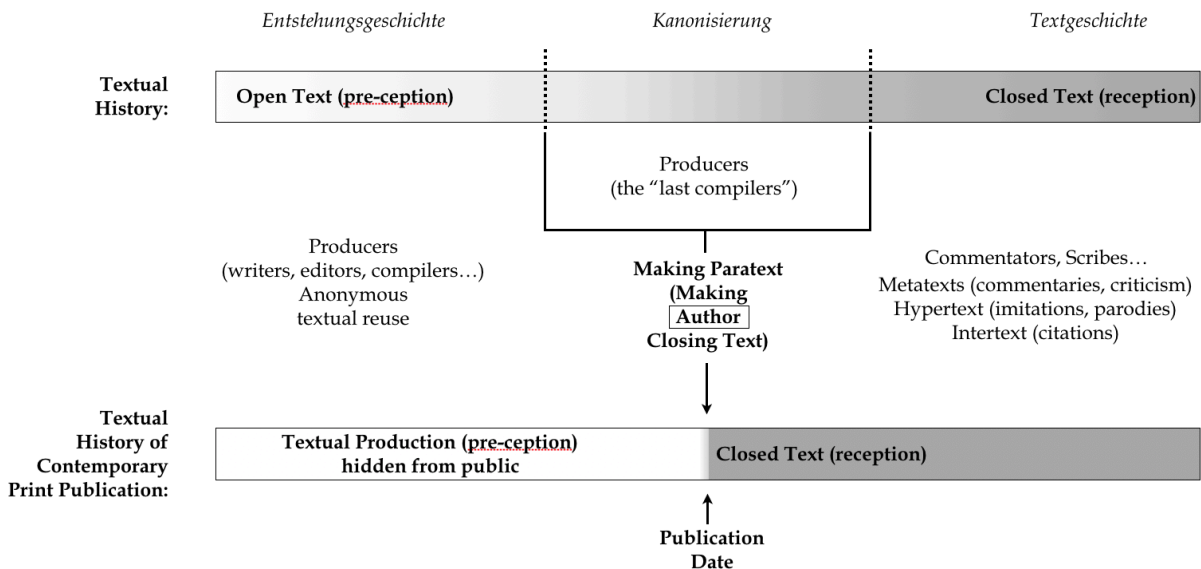 Entstehungsgeschichte
Kanonisierung
Textgeschichte
Textual
History:
Open Text (pre-ception)
Closed Text (reception)
Producers
(the “last compilers”)
Producers
(writers, editors, compilers…)
Anonymous
textual reuse
Making Paratext
(Making
Author
Closing Text)
Commentators, Scribes…
Metatexts (commentaries, criticism)
Hypertext (imitations, parodies)
Intertext (citations)
Textual
History of
Contemporary
Print Publication:
Textual Production (pre-ception)
hidden from public
Closed Text (reception)
Publication
Date